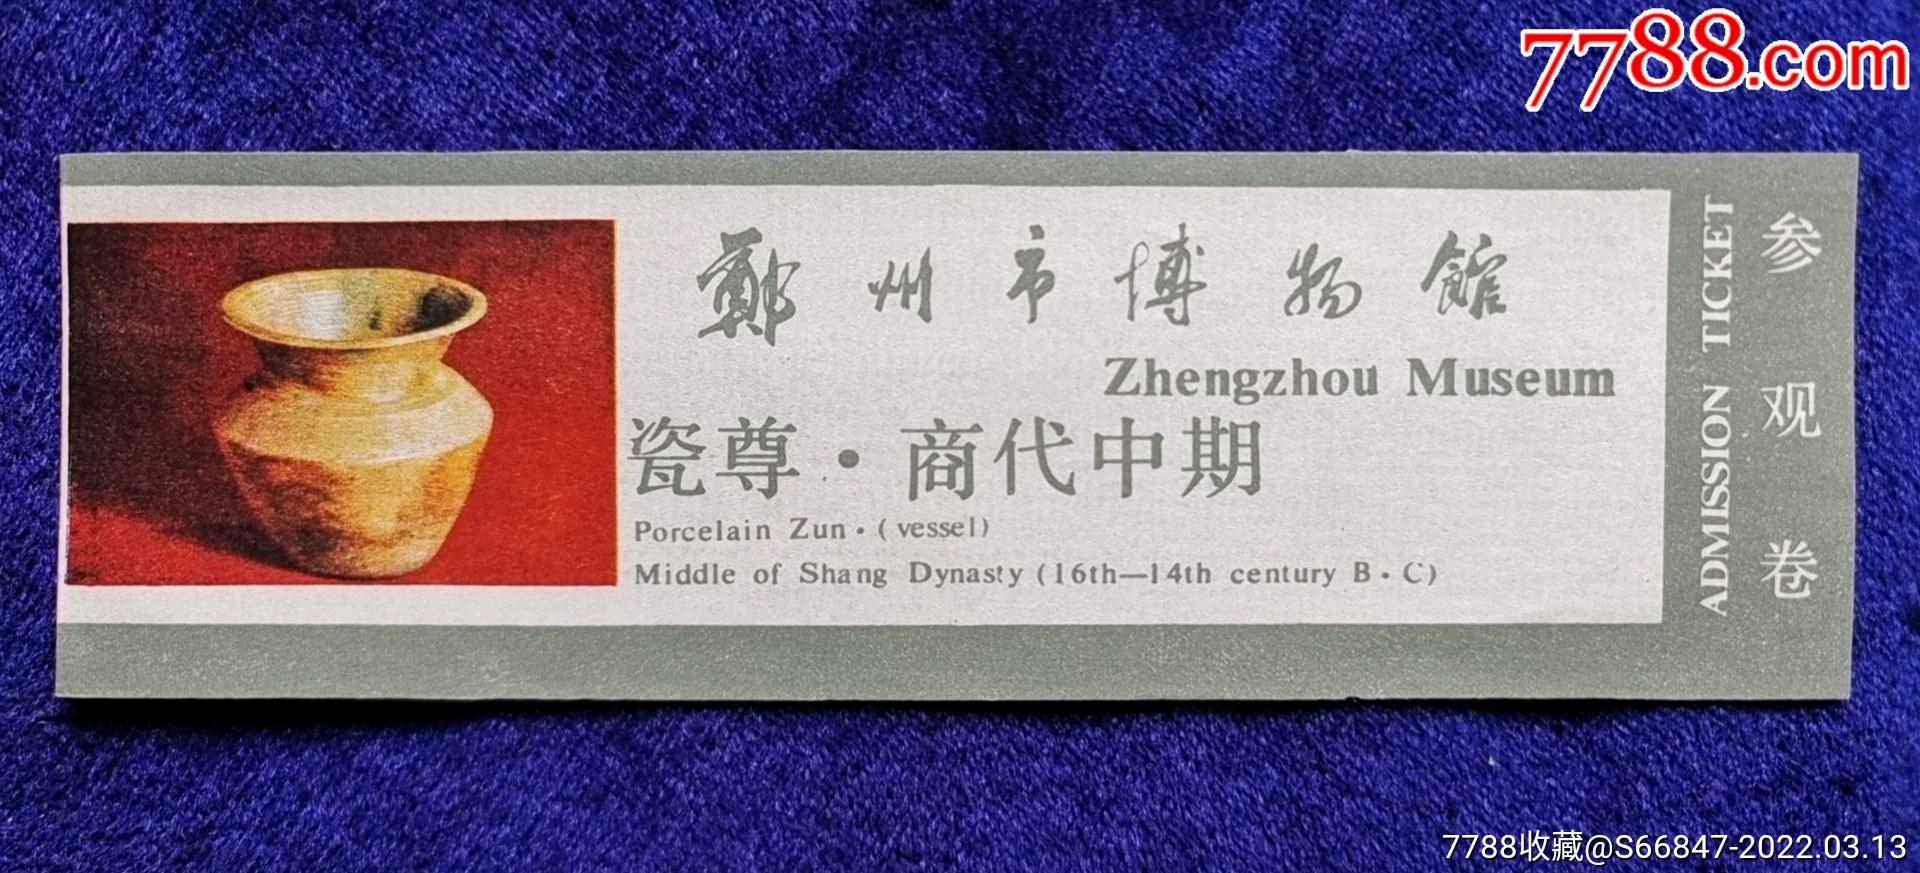 7788.com
鄭州市博物館
Zhengzhou Museum
瓷尊·商代中期
Porcelain Zun·(vessel)
Middle of Shang Dynasty (16th—14th century B·C)
ADMISSION TICKET
参观卷
7788收藏@S66847-2022.03.13